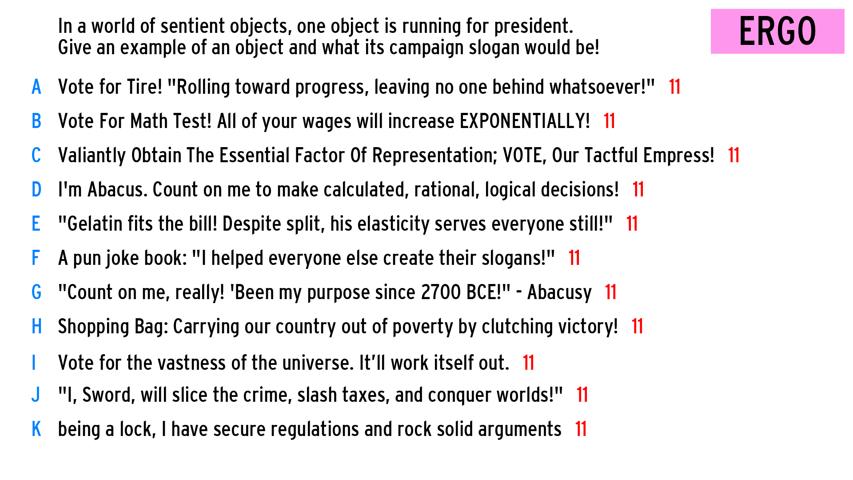 In a world of sentient objects, one object is running for president.
Give an example of an object and what its campaign slogan would be!
ERGO
A Vote for Tire! "Rolling toward progress, leaving no one behind whatsoever!" 11
B Vote For Math Test! All of your wages will increase EXPONENTIALLY! 11
C Valiantly Obtain The Essential Factor Of Representation; VOTE, Our Tactful Empress! 11
D I'm Abacus. Count on me to make calculated, rational, logical decisions! 11
E "Gelatin fits the bill! Despite split, his elasticity serves everyone still!" 11
F A pun joke book: "I helped everyone else create their slogans!" 11
G "Count on me, really! 'Been my purpose since 2700 BCE!" - Abacusy 11
H Shopping Bag: Carrying our country out of poverty by clutching victory! 11
I Vote for the vastness of the universe. It’ll work itself out. 11
J "I, Sword, will slice the crime, slash taxes, and conquer worlds!" 11
K being a lock, I have secure regulations and rock solid arguments 11